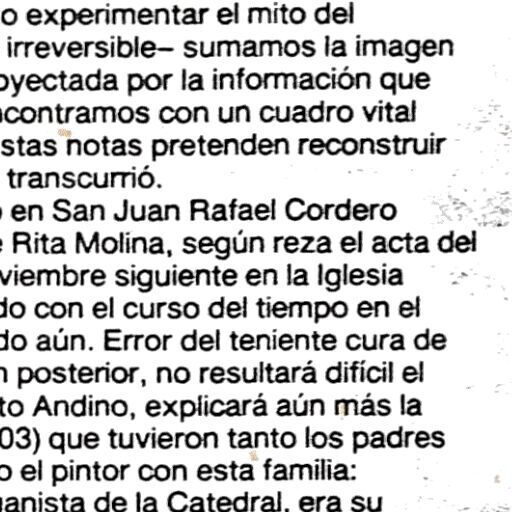 o experimentar el mito del
irreversible– sumamos la imagen
oyectada por la información que
contramos con un cuadro vital
stas notas pretenden reconstruir
transcurrió.
en San Juan Rafael Cordero
Rita Molina, según reza el acta del
viembre siguiente en la Iglesia
do con el curso del tiempo en el
do aún. Error del teniente cura de
n posterior, no resultará difícil el
to Andino, explicará aún más la
03) que tuvieron tanto los padres
o el pintor con esta familia:
anista de la Catedral, era su